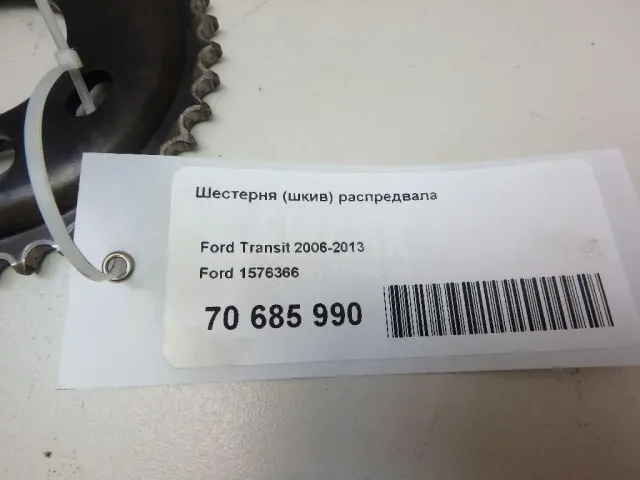 Шестерня (шкив) распредвала
Ford Transit 2006-2013
Ford 1576366
70 685 990